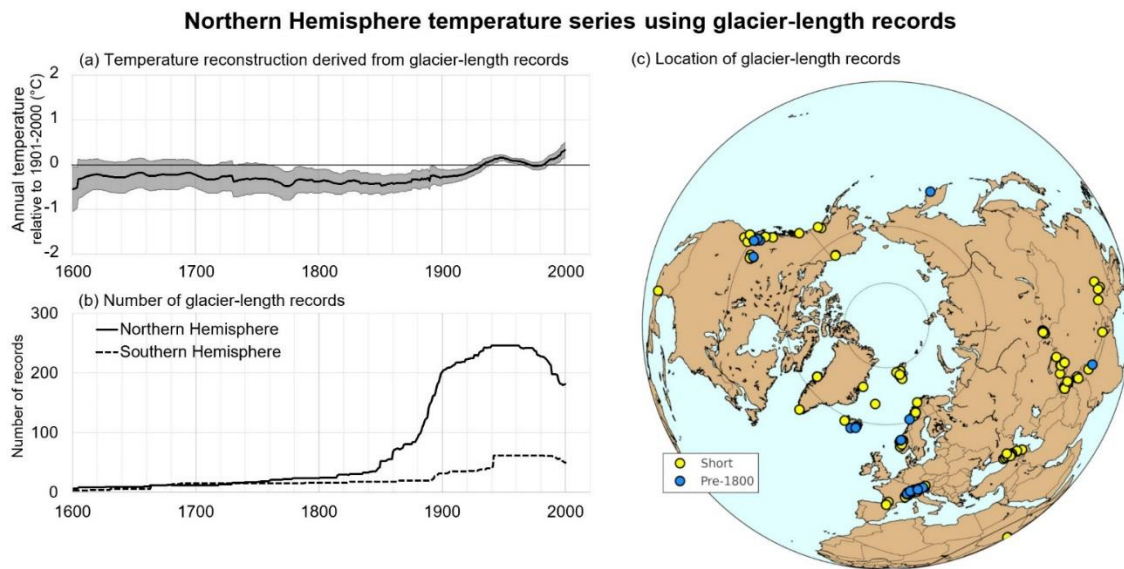 Northern Hemisphere temperature series using glacier-length records
(a) Temperature reconstruction derived from glacier-length records
Annual temperature
relative to 1901-2000 (°C)
2
1
0
-1
-2
1600
1700
1800
1900
2000
(b) Number of glacier-length records
Number of records
300
200
100
0
Northern Hemisphere
Southern Hemisphere
1600
1700
1800
1900
2000
(c) Location of glacier-length records
Short
Pre-1800